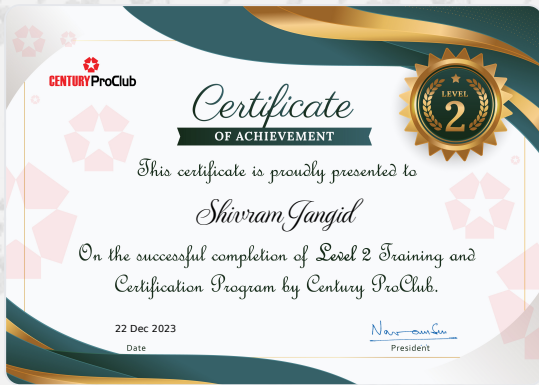 CENTURY ProClub
Certificate
OF ACHIEVEMENT
LEVEL
2
This certificate is proudly presented to
Shivram Jangid
On the successful completion of Level 2 Training and
Certification Program by Century ProClub.
22 Dec 2023
Date
President